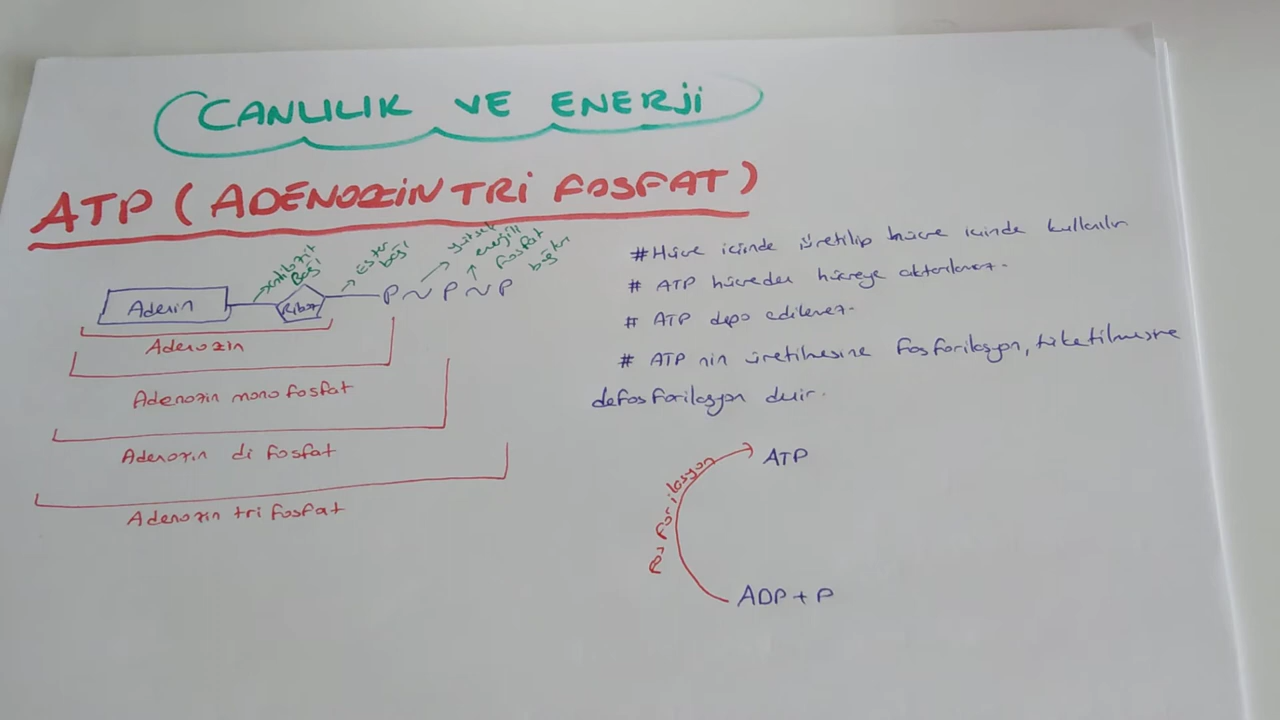 CANLILIK VE ENERJİ
ATP (ADENOZİN TRİ FOSFAT)
Ester bağı
yüksek enerjili fosfat bağları
Adenin
Riboz
P ~ P ~ P
Adenozin
Adenozin mono fosfat
Adenozin di fosfat
Adenozin tri fosfat
# Hücre içinde üretilip hücre içinde kullanılır
# ATP hücreden hücreye aktarılamaz.
# ATP depo edilemez.
# ATP nin üretilmesine fosforilasyon, tüketilmesine
defosforilasyon denir.
ATP
fosforilasyon
ADP + P